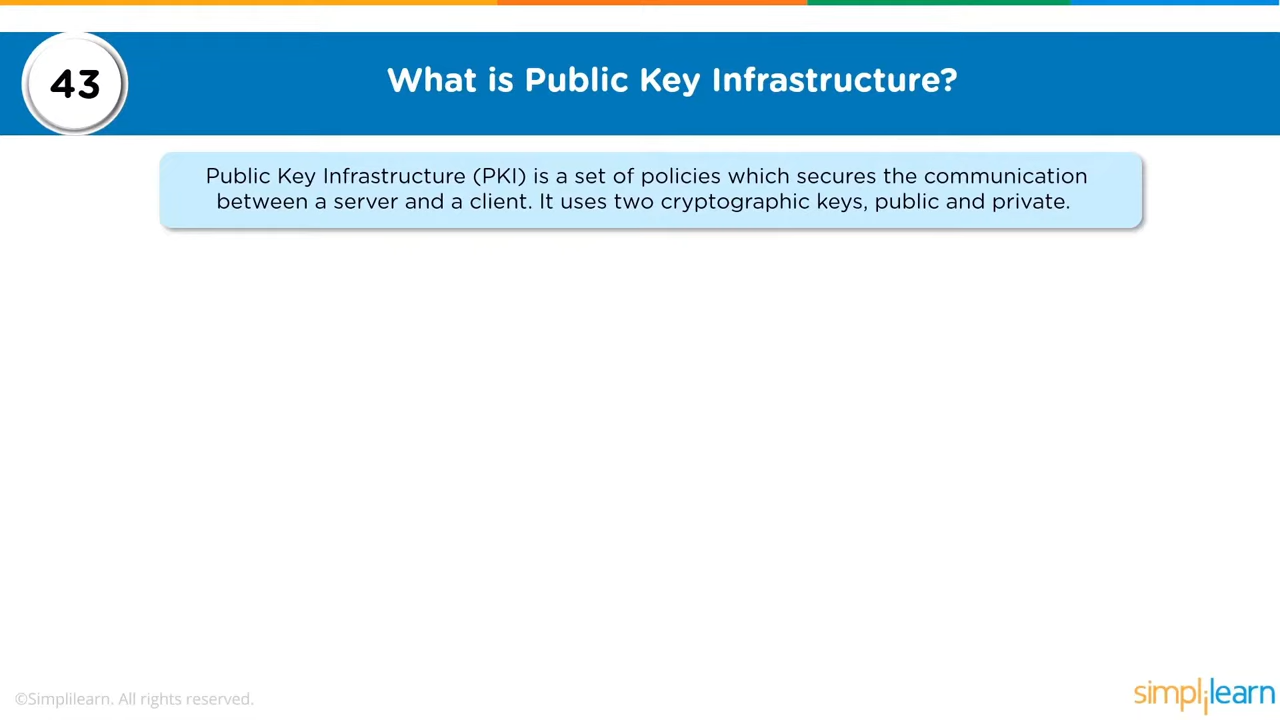 43
What is Public Key Infrastructure?
Public Key Infrastructure (PKI) is a set of policies which secures the communication
between a server and a client. It uses two cryptographic keys, public and private.
©Simplilearn. All rights reserved.
simplilearn